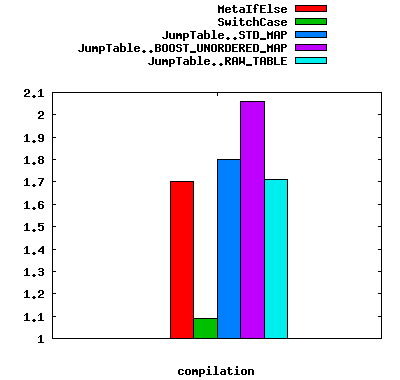 MetaIfElse
SwitchCase
JumpTable..STD_MAP
JumpTable..BOOST_UNORDERED_MAP
JumpTable..RAW_TABLE
2.1
2
1.9
1.8
1.7
1.6
1.5
1.4
1.3
1.2
1.1
1
compilation